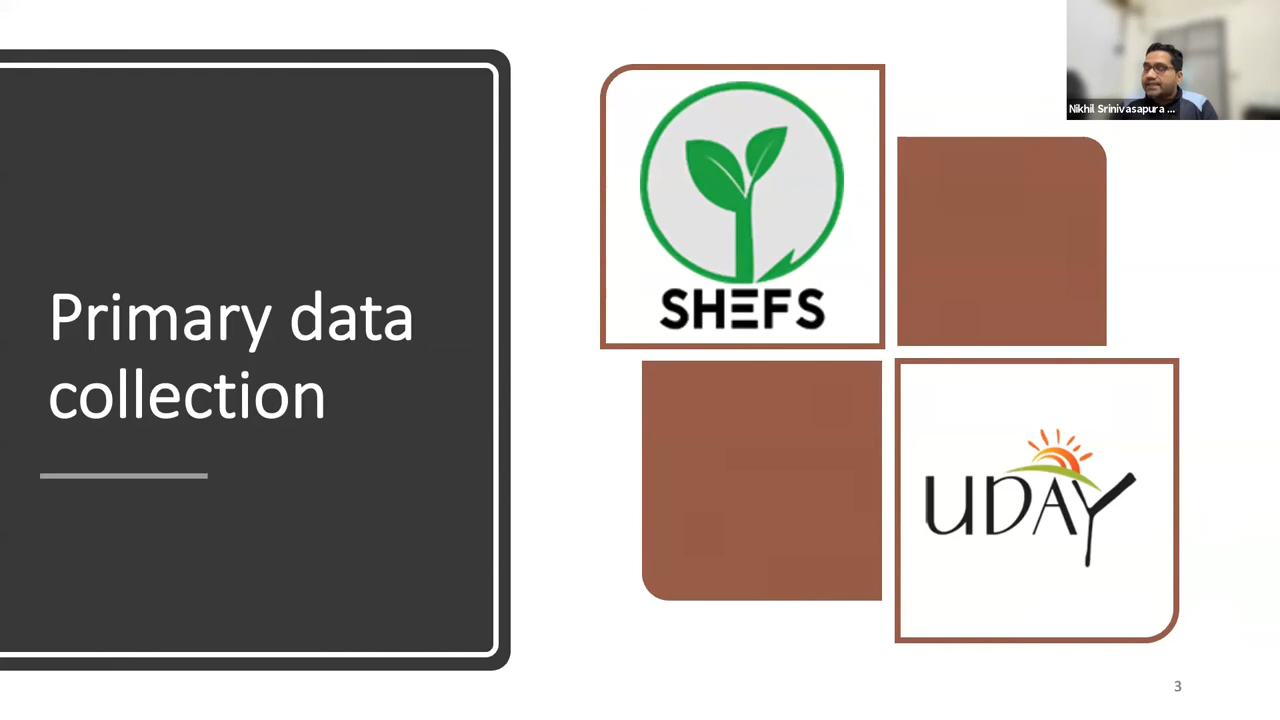 Primary data
collection
SHEFS
UDAY
Nikhil Srinivasapura ...
3